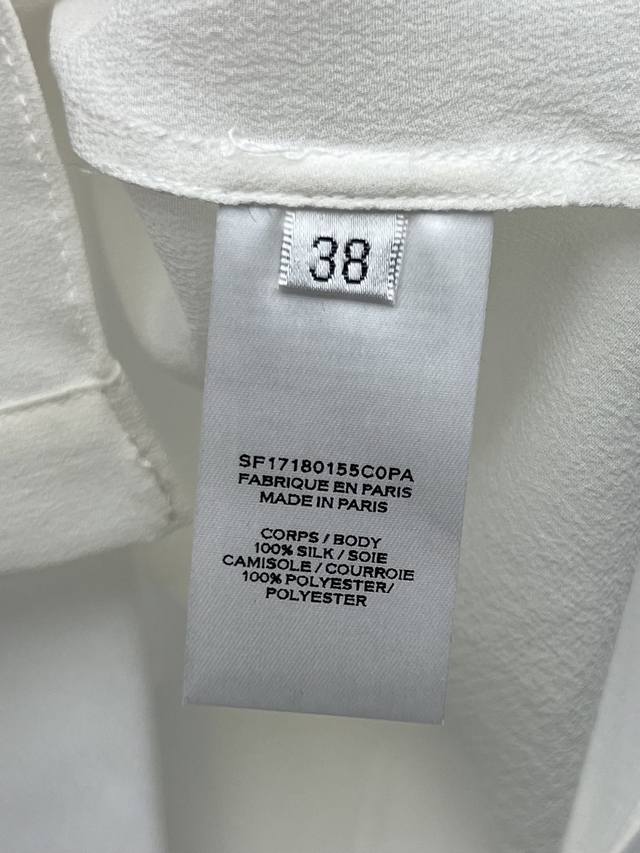 38
SF17180155C0PA
FABRIQUE EN PARIS
MADE IN PARIS
CORPS / BODY
100% SILK / SOIE
CAMISOLE / COURROIE
100% POLYESTER/
POLYESTER